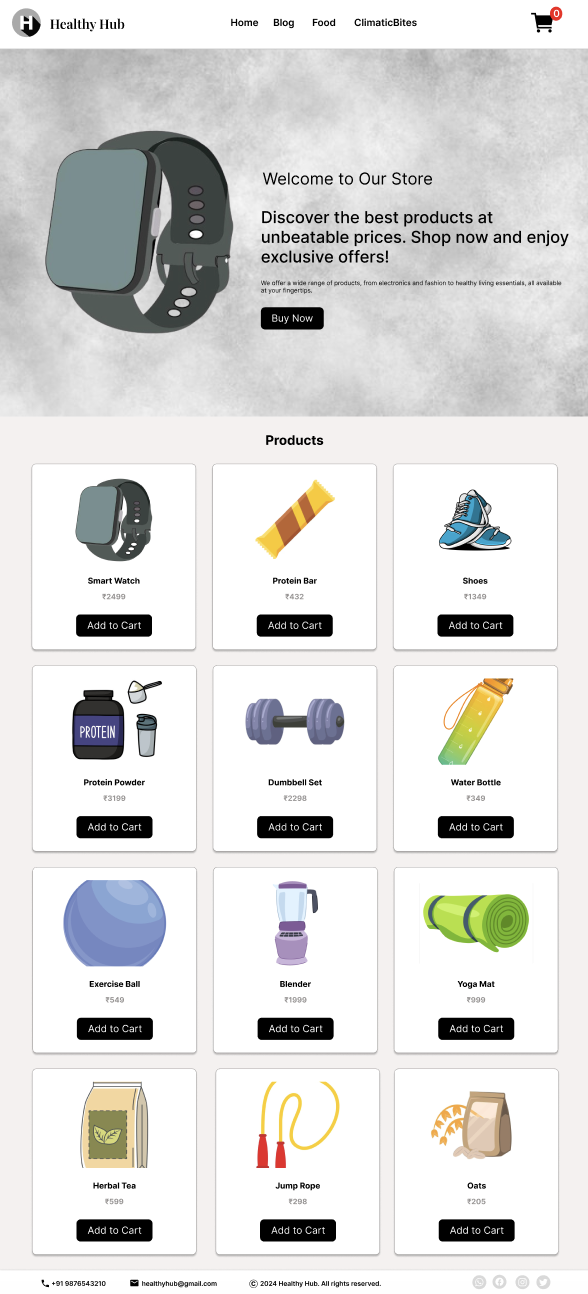 H Healthy Hub
Home Blog Food ClimaticBites
0
Welcome to Our Store
Discover the best products at
unbeatable prices. Shop now and enjoy
exclusive offers!
We offer a wide range of products, from electronics and fashion to healthy living essentials, all available
at your fingertips.
Buy Now
Products
Smart Watch
₹2499
Add to Cart
Protein Bar
₹432
Add to Cart
Shoes
₹1349
Add to Cart
PROTEIN
Protein Powder
₹3199
Add to Cart
Dumbbell Set
₹2298
Add to Cart
Water Bottle
₹349
Add to Cart
Exercise Ball
₹549
Add to Cart
Blender
₹1999
Add to Cart
Yoga Mat
₹999
Add to Cart
Herbal Tea
₹599
Add to Cart
Jump Rope
₹298
Add to Cart
Oats
₹205
Add to Cart
+91 9876543210
healthyhub@gmail.com
© 2024 Healthy Hub. All rights reserved.